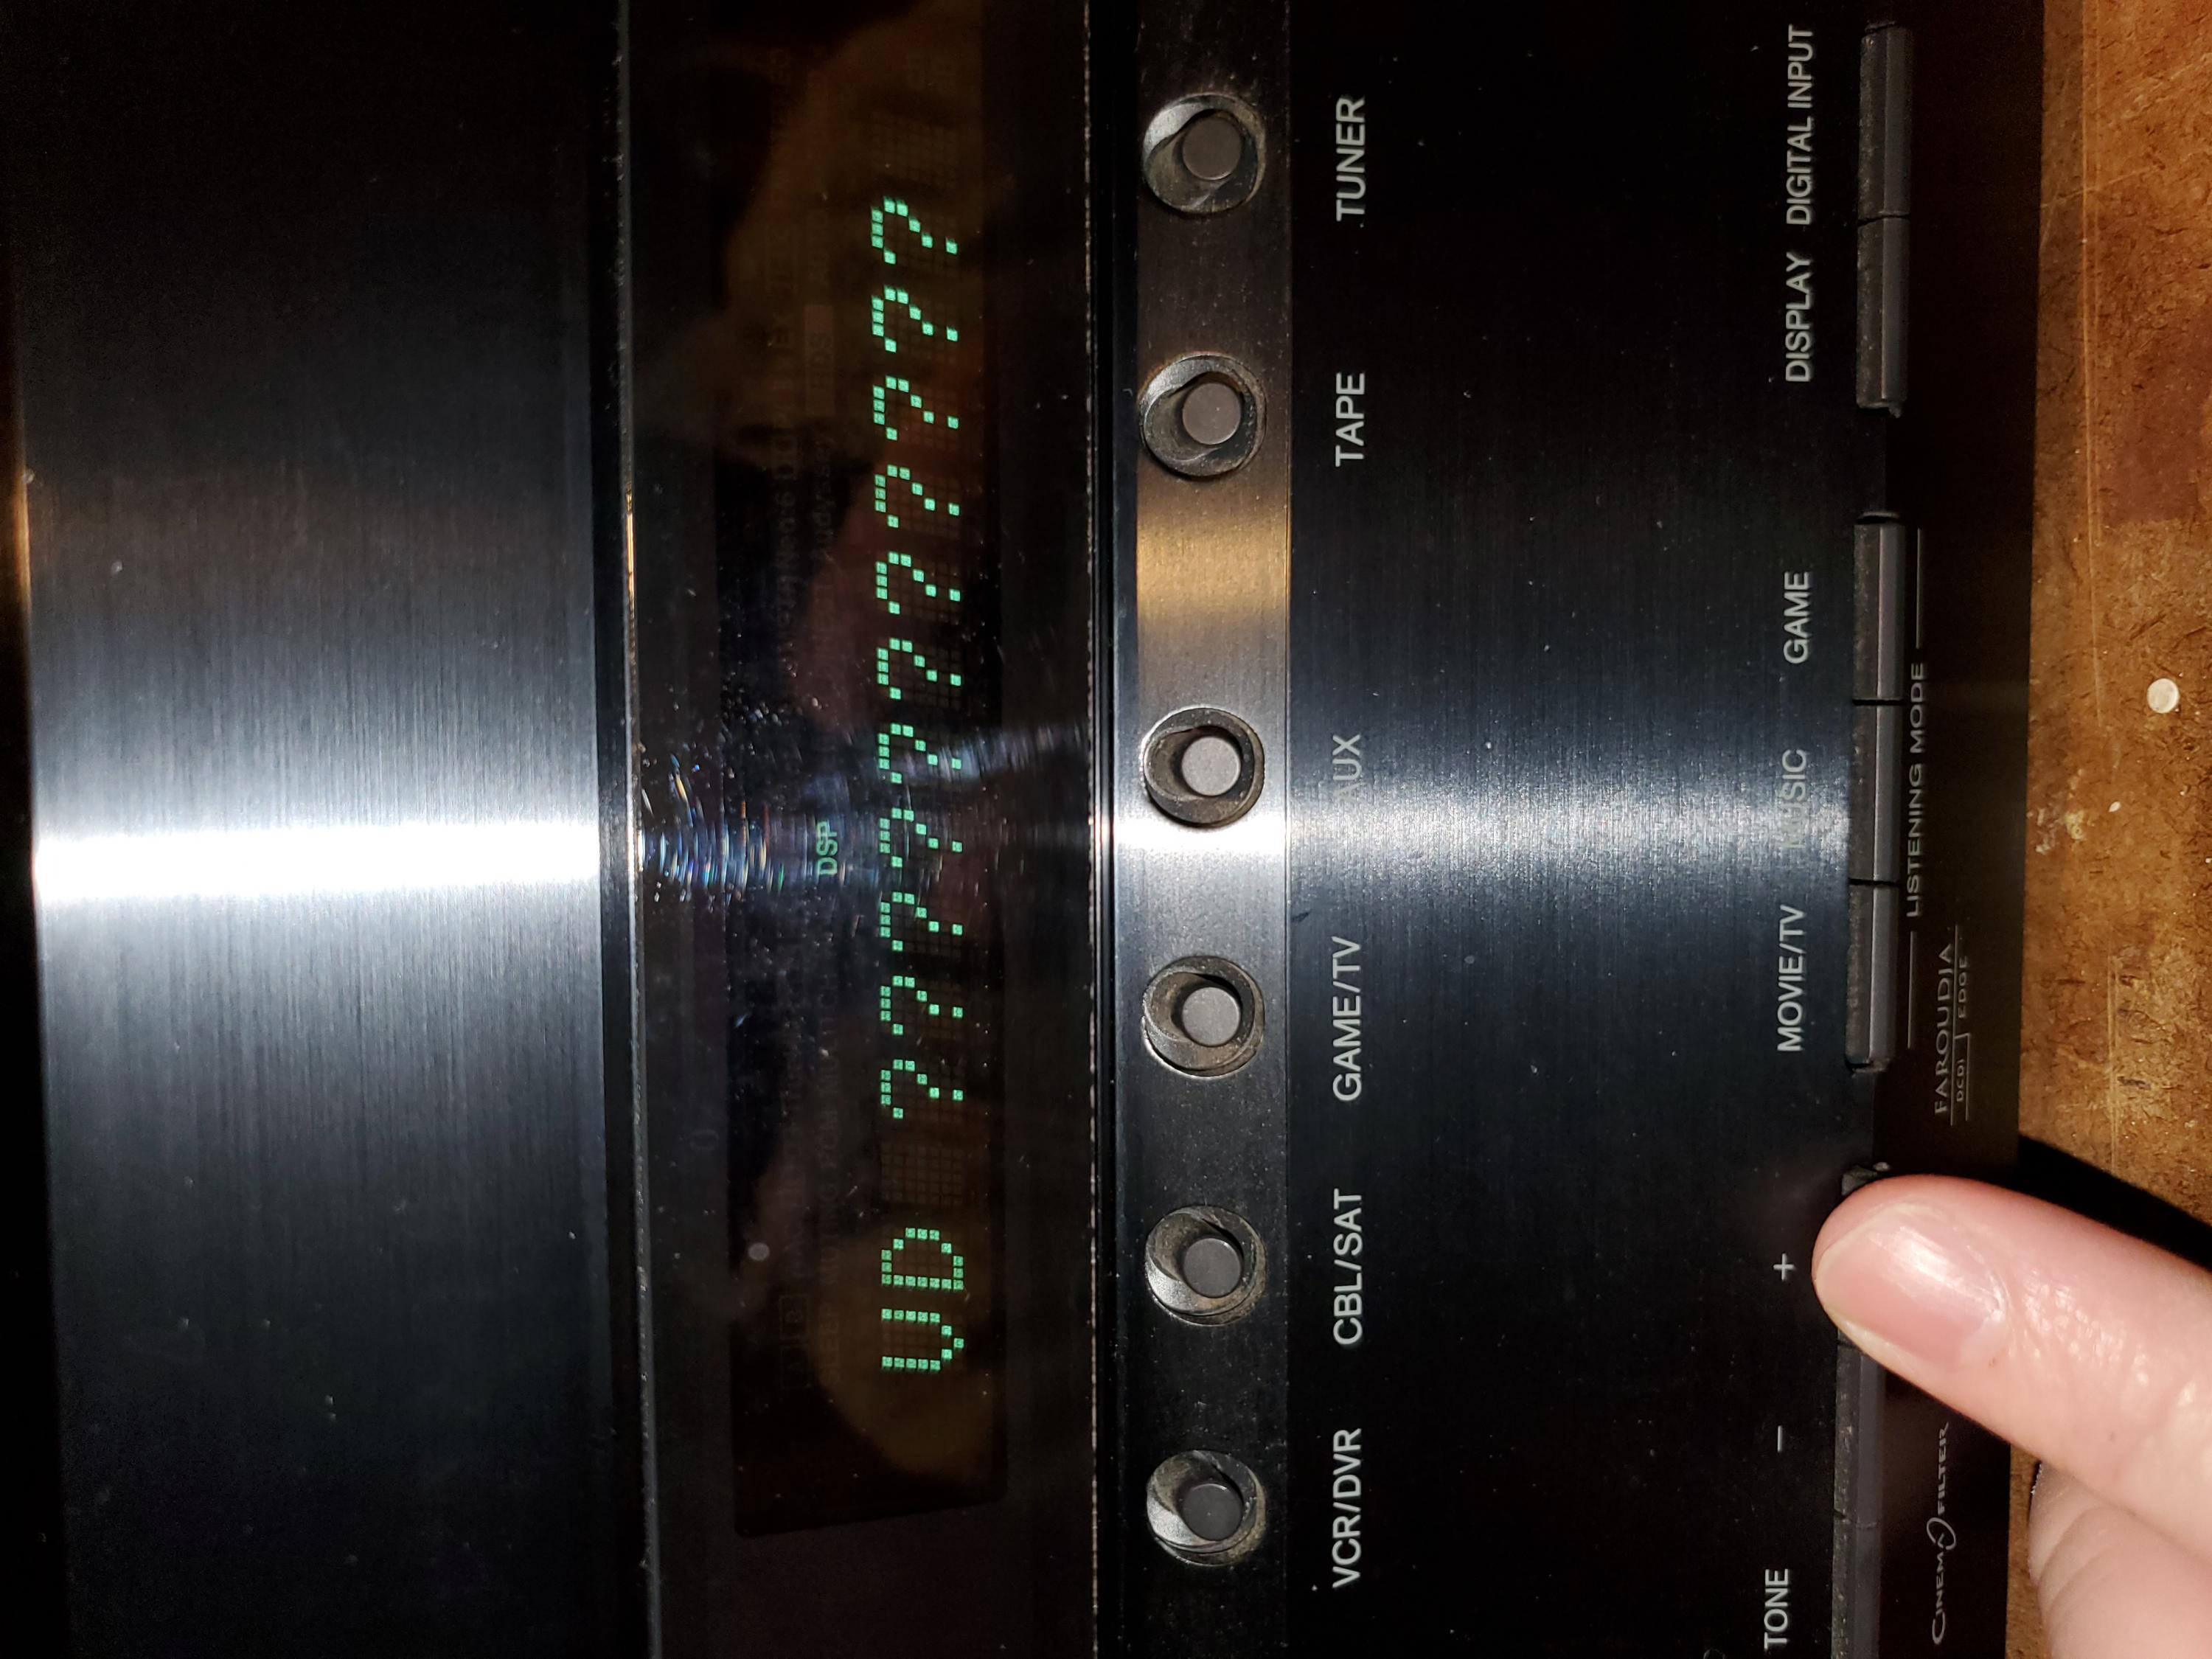 DSP
UD ???????????
VCR/DVR CBL/SAT GAME/TV AUX TAPE TUNER
TONE − + MOVIE/TV MUSIC GAME DISPLAY DIGITAL INPUT
LISTENING MODE
CINEMAFILTER FAROUDJA
DCDi EDGE